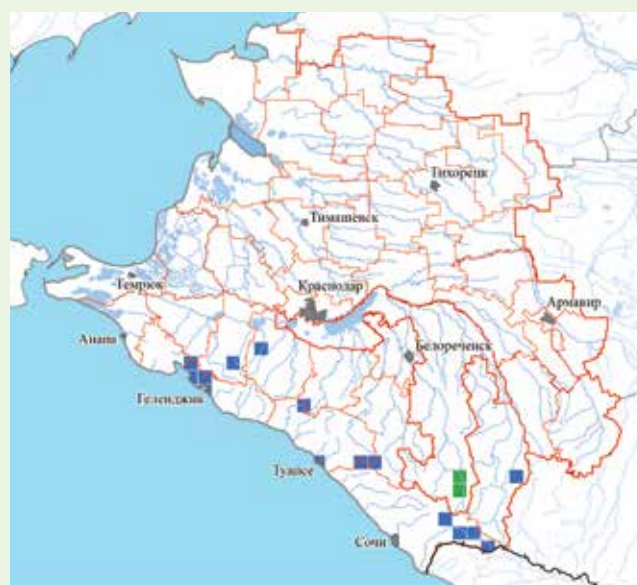 Тихорецк
Тимашевск
Темрюк
Краснодар
Армавир
Анапа
Белореченск
Геленджик
Туапсе
Сочи